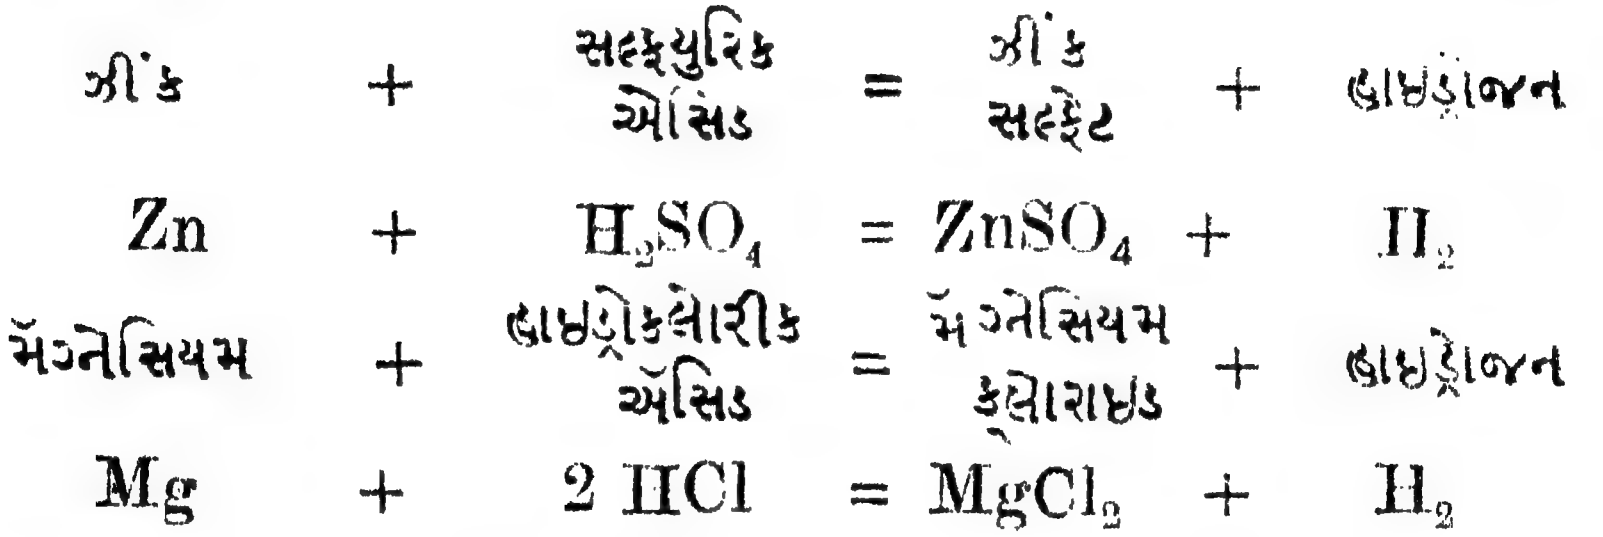 ઝીંક + સલ્ફ્યુરિક ઍસિડ = ઝીંક સલ્ફેટ + હાઇડ્રોજન
Zn + H₂SO₄ = ZnSO₄ + H₂
મૅગ્નેસિયમ + હાઇડ્રોક્લોરીક ઍસિડ = મૅગ્નેસિયમ ક્લોરાઇડ + હાઇડ્રોજન
Mg + 2 HCl = MgCl₂ + H₂